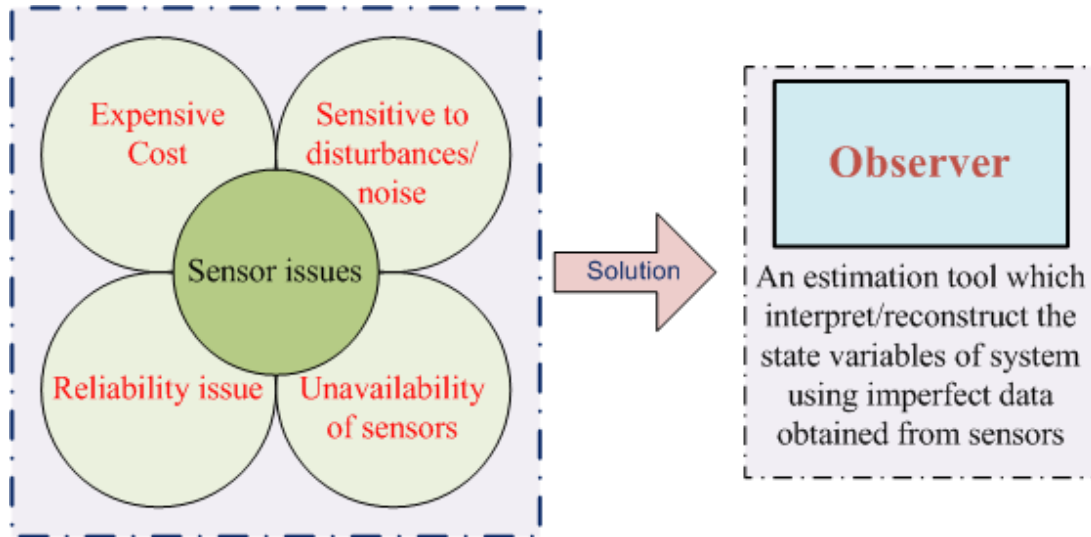 Expensive
Cost
Sensitive to
disturbances/
noise
Sensor issues
Reliability issue
Unavailability
of sensors
Solution
Observer
An estimation tool which
interpret/reconstruct the
state variables of system
using imperfect data
obtained from sensors